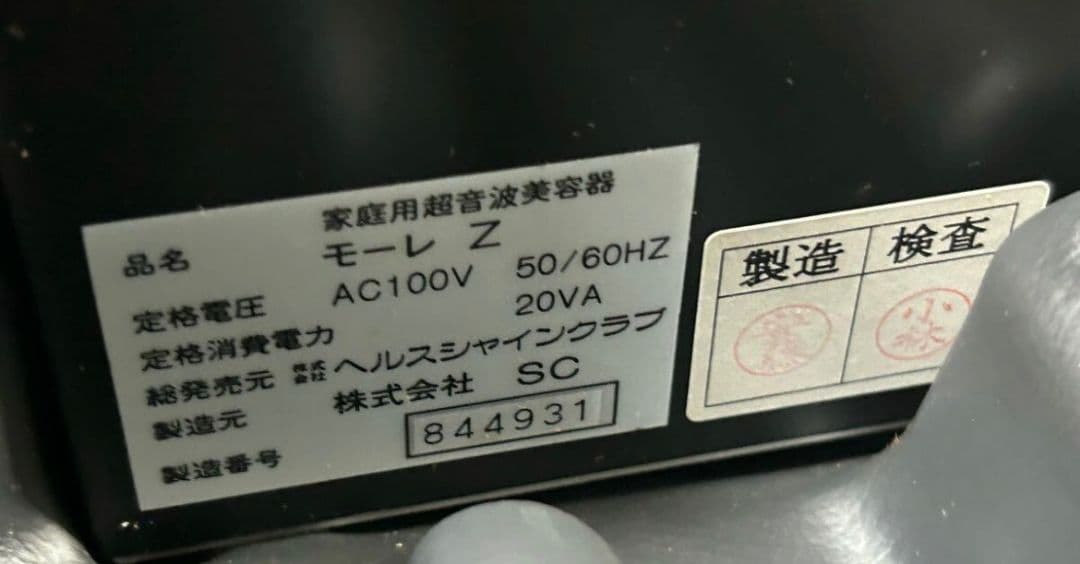 品名 家庭用超音波美容器
モーレ Z
定格電圧 AC100V 50/60HZ
定格消費電力 20VA
総発売元 株式会社 ヘルスシャインクラブ
製造元 株式会社 SC
製造番号 844931
製造 検査
小林